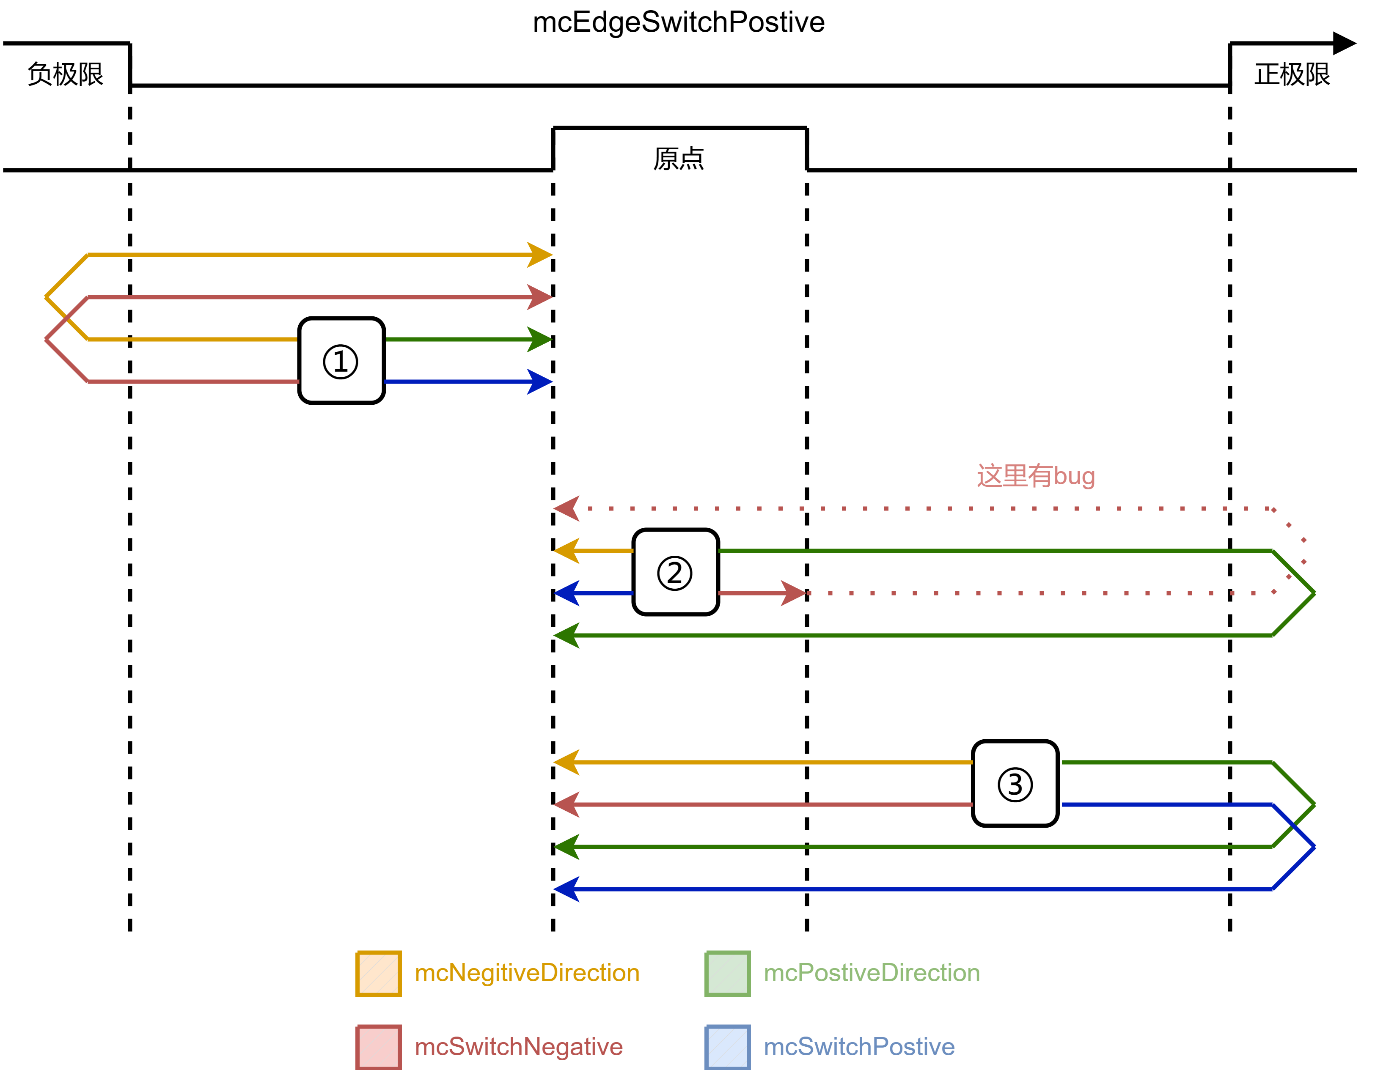 mcEdgeSwitchPostive
负极限
正极限
原点
①
这里有bug
②
③
mcNegitiveDirection
mcPostiveDirection
mcSwitchNegative
mcSwitchPostive